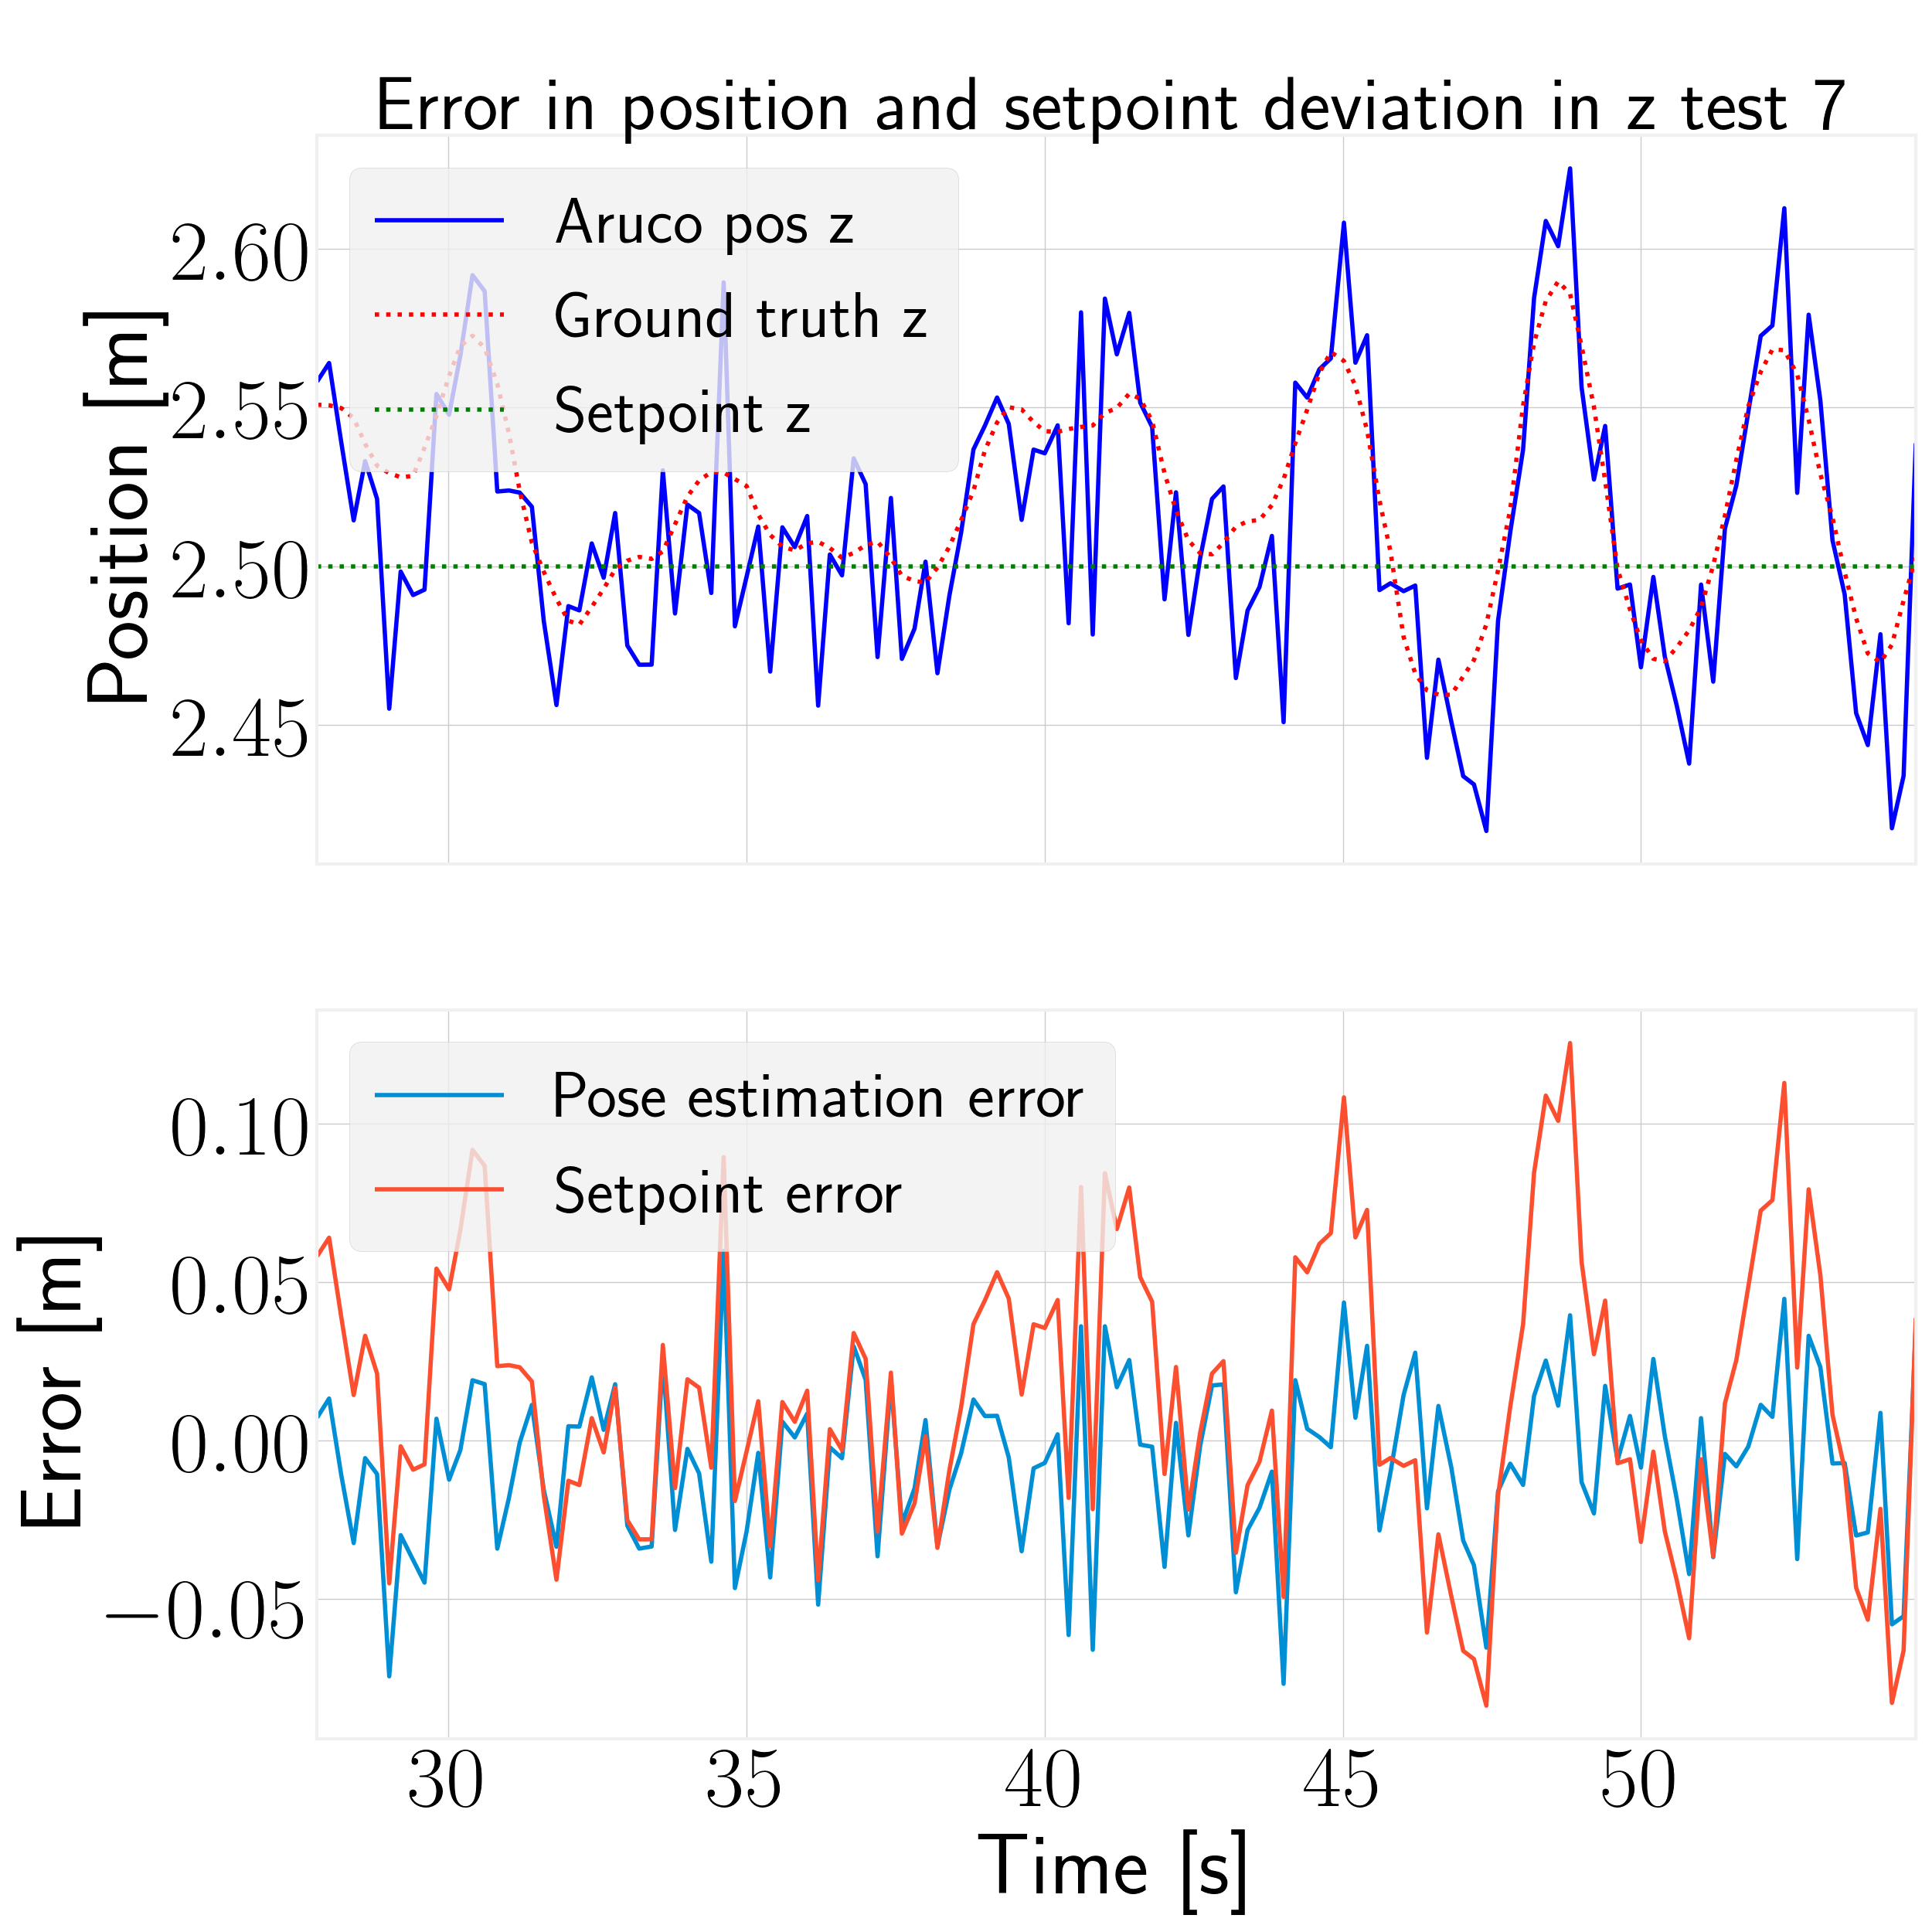 Error in position and setpoint deviation in z test 7
Position [m]
2.60
2.55
2.50
2.45
Aruco pos z
Ground truth z
Setpoint z
Error [m]
0.10
0.05
0.00
−0.05
Pose estimation error
Setpoint error
30 35 40 45 50
Time [s]